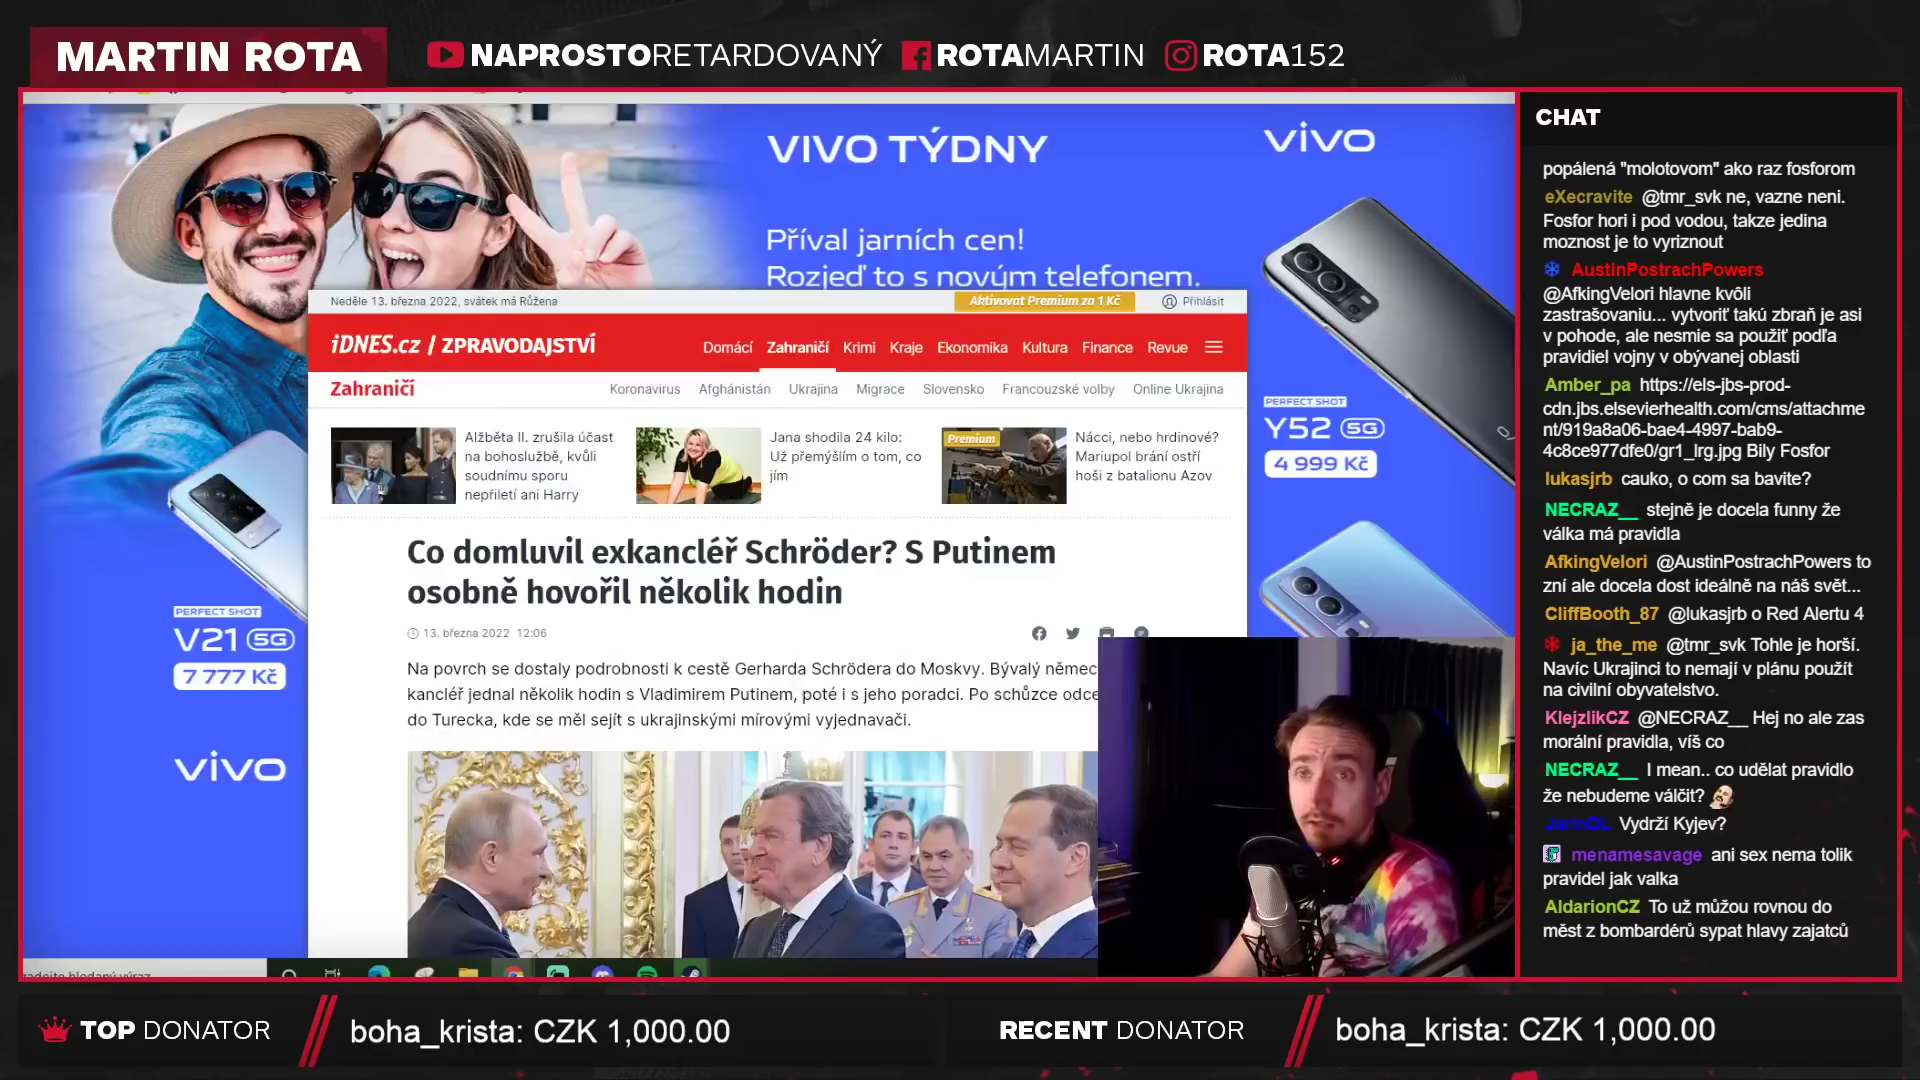 MARTIN ROTA
NAPROSTORETARDOVANÝ
ROTAMARTIN
ROTA152
VIVO TÝDNY
vivo
Příval jarních cen!
Rozjeď to s novým telefonem.
PERFECT SHOT
Y52 5G
4 999 Kč
PERFECT SHOT
V21 5G
7 777 Kč
vivo
Neděle 13. března 2022, svátek má Růžena
Aktivovat Premium za 1 Kč
Přihlásit
iDNES.cz / ZPRAVODAJSTVÍ
Domácí Zahraničí Krimi Kraje Ekonomika Kultura Finance Revue
Zahraničí
Koronavirus Afghánistán Ukrajina Migrace Slovensko Francouzské volby Online Ukrajina
Alžběta II. zrušila účast
na bohoslužbě, kvůli
soudnímu sporu
nepřiletí ani Harry
Jana shodila 24 kilo:
Už přemýšlím o tom, co
jím
Premium
Nácci, nebo hrdinové?
Mariupol brání ostří
hoši z batalionu Azov
Co domluvil exkancléř Schröder? S Putinem
osobně hovořil několik hodin
13. března 2022 12:06
Na povrch se dostaly podrobnosti k cestě Gerharda Schrödera do Moskvy. Bývalý němec
kancléř jednal několik hodin s Vladimirem Putinem, poté i s jeho poradci. Po schůzce odce
do Turecka, kde se měl sejít s ukrajinskými mírovými vyjednavači.
CHAT
popálená "molotovom" ako raz fosforom
eXecravite @tmr_svk ne, vazne neni.
Fosfor hori i pod vodou, takze jedina
moznost je to vyriznout
AustinPostrachPowers
@AfkingVelori hlavne kvôli
zastrašovaniu... vytvoriť takú zbraň je asi
v pohode, ale nesmie sa použiť podľa
pravidiel vojny v obývanej oblasti
Amber_pa https://els-jbs-prod-
cdn.jbs.elsevierhealth.com/cms/attachme
nt/919a8a06-bae4-4997-bab9-
4c8ce977dfe0/gr1_lrg.jpg Bily Fosfor
lukasjrb cauko, o com sa bavite?
NECRAZ__ stejně je docela funny že
válka má pravidla
AfkingVelori @AustinPostrachPowers to
zní ale docela dost ideálně na náš svět...
CliffBooth_87 @lukasjrb o Red Alertu 4
ja_the_me @tmr_svk Tohle je horší.
Navíc Ukrajinci to nemají v plánu použít
na civilní obyvatelstvo.
KlejzlikCZ @NECRAZ__ Hej no ale zas
morální pravidla, víš co
NECRAZ__ I mean.. co udělat pravidlo
že nebudeme válčit?
JarinDL Vydrží Kyjev?
menamesavage ani sex nema tolik
pravidel jak valka
AldarionCZ To už můžou rovnou do
měst z bombardérů sypat hlavy zajatců
TOP DONATOR
boha_krista: CZK 1,000.00
RECENT DONATOR
boha_krista: CZK 1,000.00